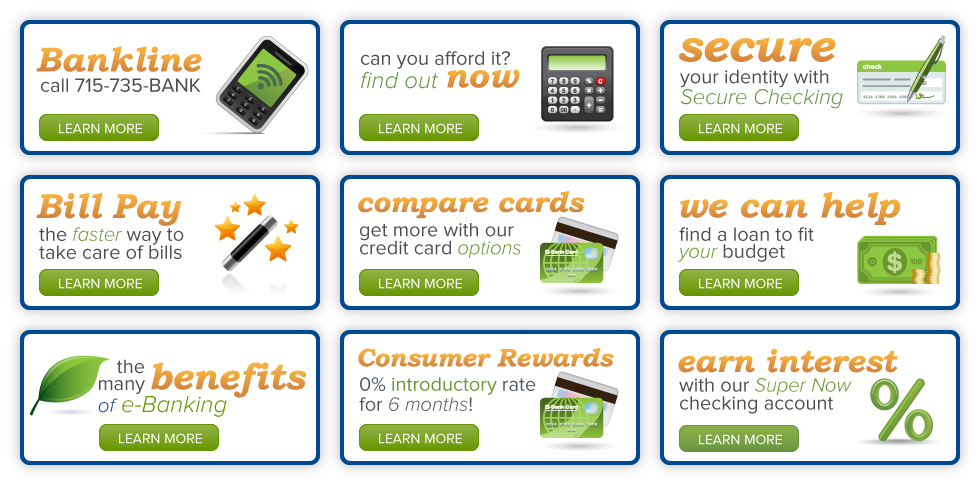 Bankline
call 715-735-BANK
LEARN MORE
can you afford it?
find out now
LEARN MORE
secure
your identity with
Secure Checking
LEARN MORE
check
Bill Pay
the faster way to
take care of bills
LEARN MORE
compare cards
get more with our
credit card options
LEARN MORE
we can help
find a loan to fit
your budget
LEARN MORE
$ 100
the
many benefits
of e-Banking
LEARN MORE
Consumer Rewards
0% introductory rate
for 6 months!
LEARN MORE
earn interest
with our Super Now
checking account
LEARN MORE
%